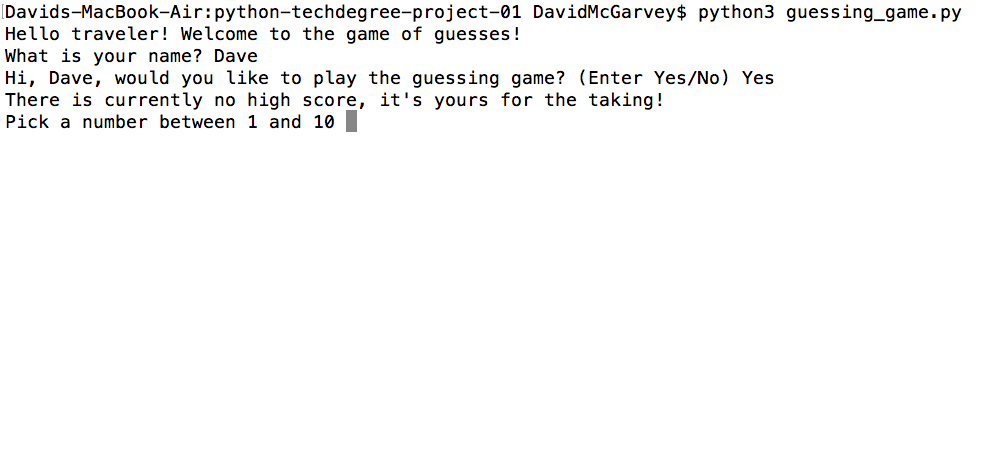 Davids-MacBook-Air:python-techdegree-project-01 DavidMcGarvey$ python3 guessing_game.py
Hello traveler! Welcome to the game of guesses!
What is your name? Dave
Hi, Dave, would you like to play the guessing game? (Enter Yes/No) Yes
There is currently no high score, it's yours for the taking!
Pick a number between 1 and 10